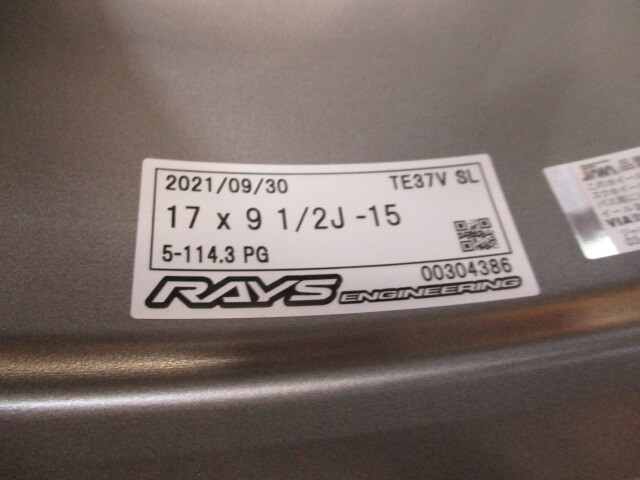 2021/09/30 TE37V SL
17 x 9 1/2J -15
5-114.3 PG
00304386
RAYS ENGINEERING